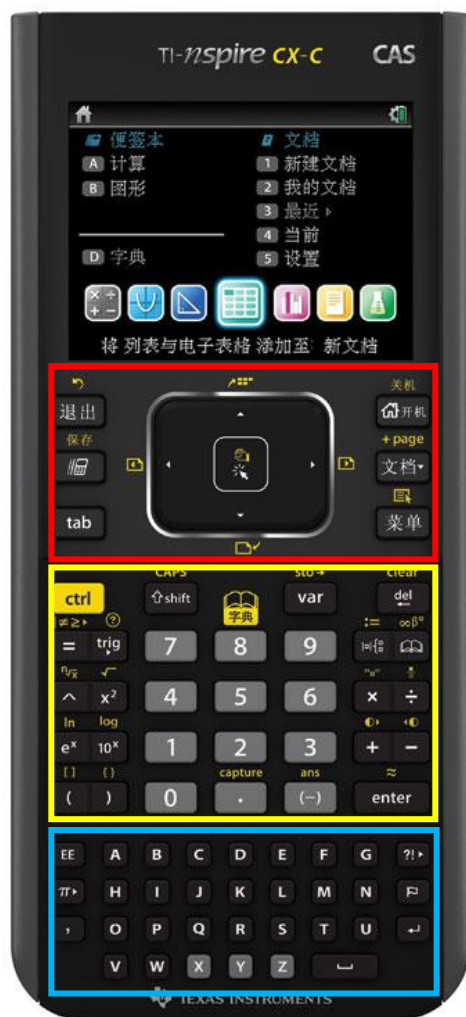 TI-nspire CX-C CAS
便签本 文档
A 计算 1 新建文档
B 图形 2 我的文档
3 最近
4 当前
D 字典 5 设置
将 列表与电子表格 添加至: 新文档
关机
退出 开机
保存 + page
文档
tab 菜单
CAPS sto→ clear
ctrl shift 字典 var del
≠≥ ? := ∞β°
= trig 7 8 9
ⁿ√x √ "o"
^ x² 4 5 6 × ÷
ln log
eˣ 10ˣ 1 2 3 + −
[ ] { } capture ans ≈
( ) 0 . (−) enter
EE A B C D E F G ?!
π H I J K L M N
, O P Q R S T U
V W X Y Z
TEXAS INSTRUMENTS